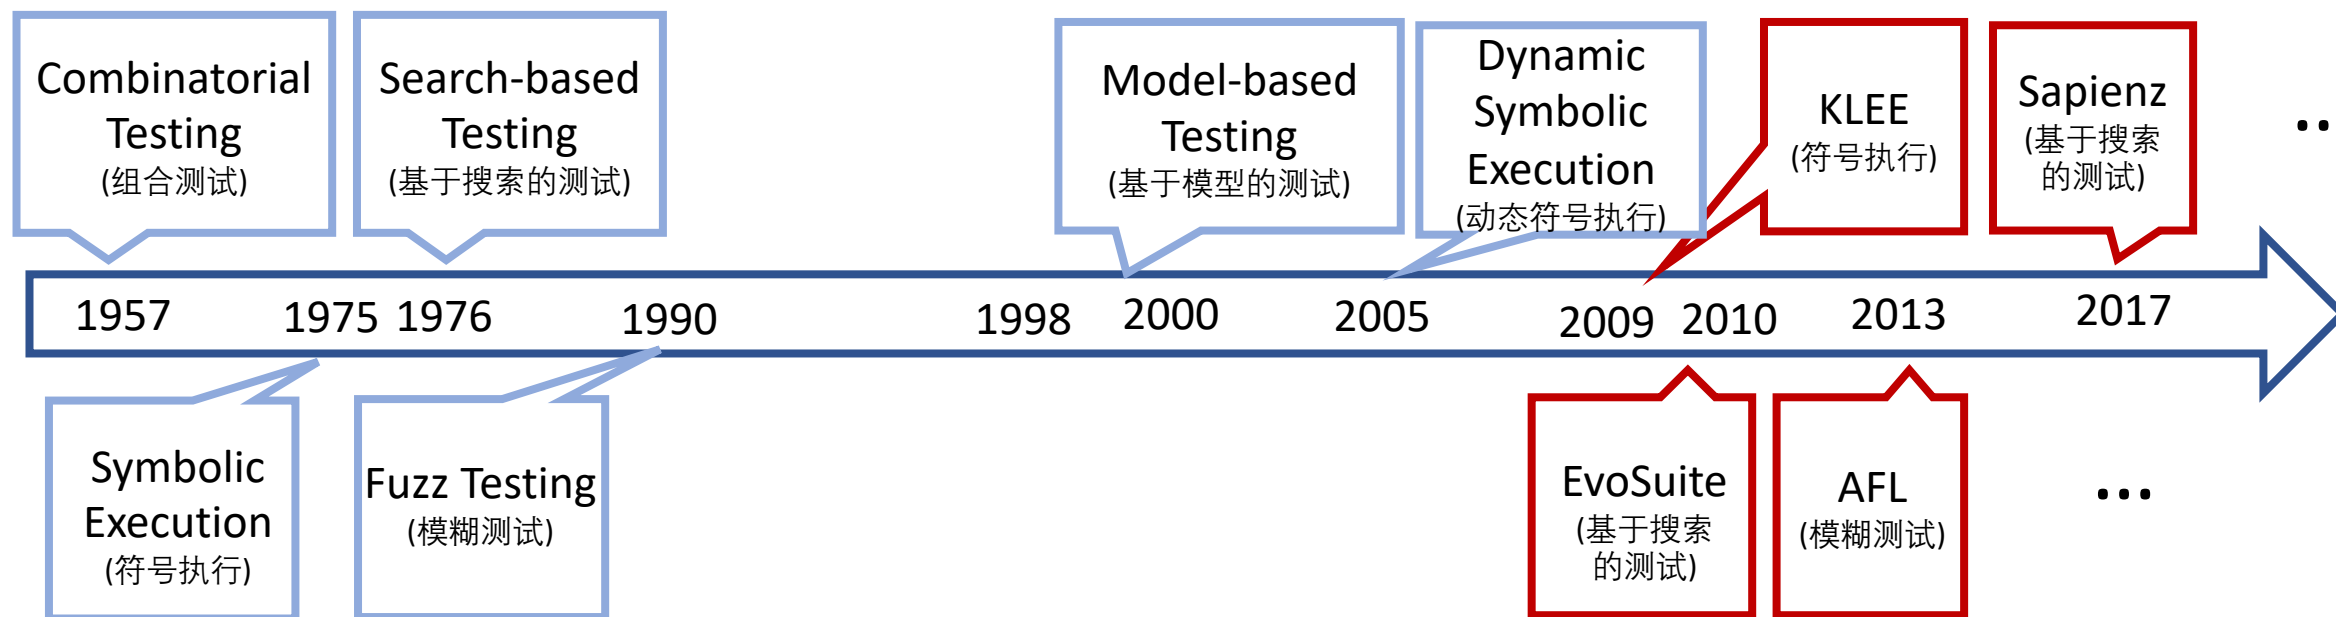 Combinatorial
Testing
(组合测试)
Search-based
Testing
(基于搜索的测试)
Model-based
Testing
(基于模型的测试)
Dynamic
Symbolic
Execution
(动态符号执行)
KLEE
(符号执行)
Sapienz
(基于搜索
的测试)
..
1957
1975
1976
1990
1998
2000
2005
2009
2010
2013
2017
Symbolic
Execution
(符号执行)
Fuzz Testing
(模糊测试)
EvoSuite
(基于搜索
的测试)
AFL
(模糊测试)
...